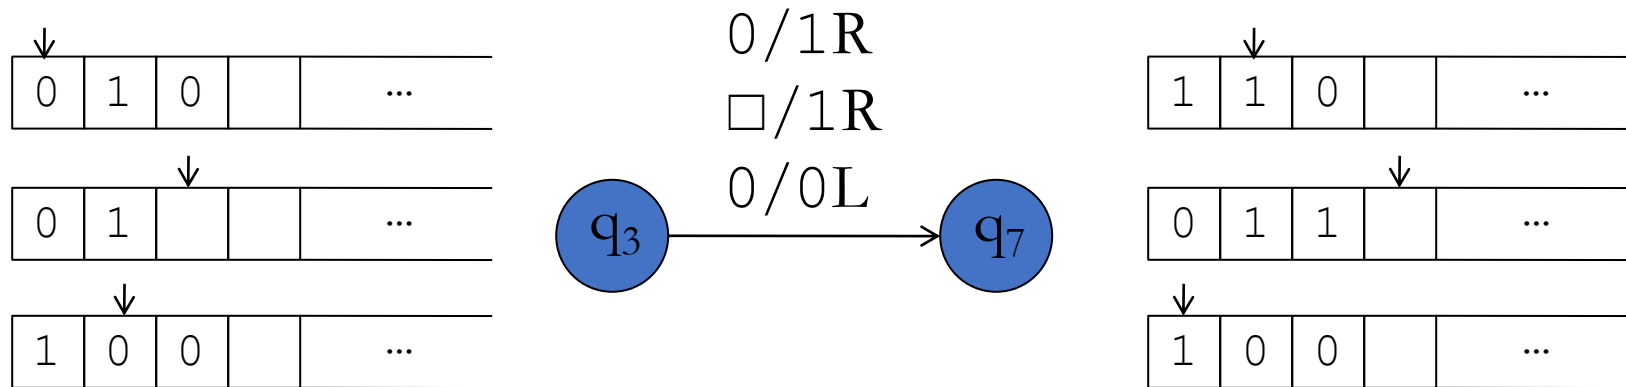 0 1 0 ...
0 1 ...
1 0 0 ...
0/1R
□/1R
0/0L
q₃
q₇
1 1 0 ...
0 1 1 ...
1 0 0 ...